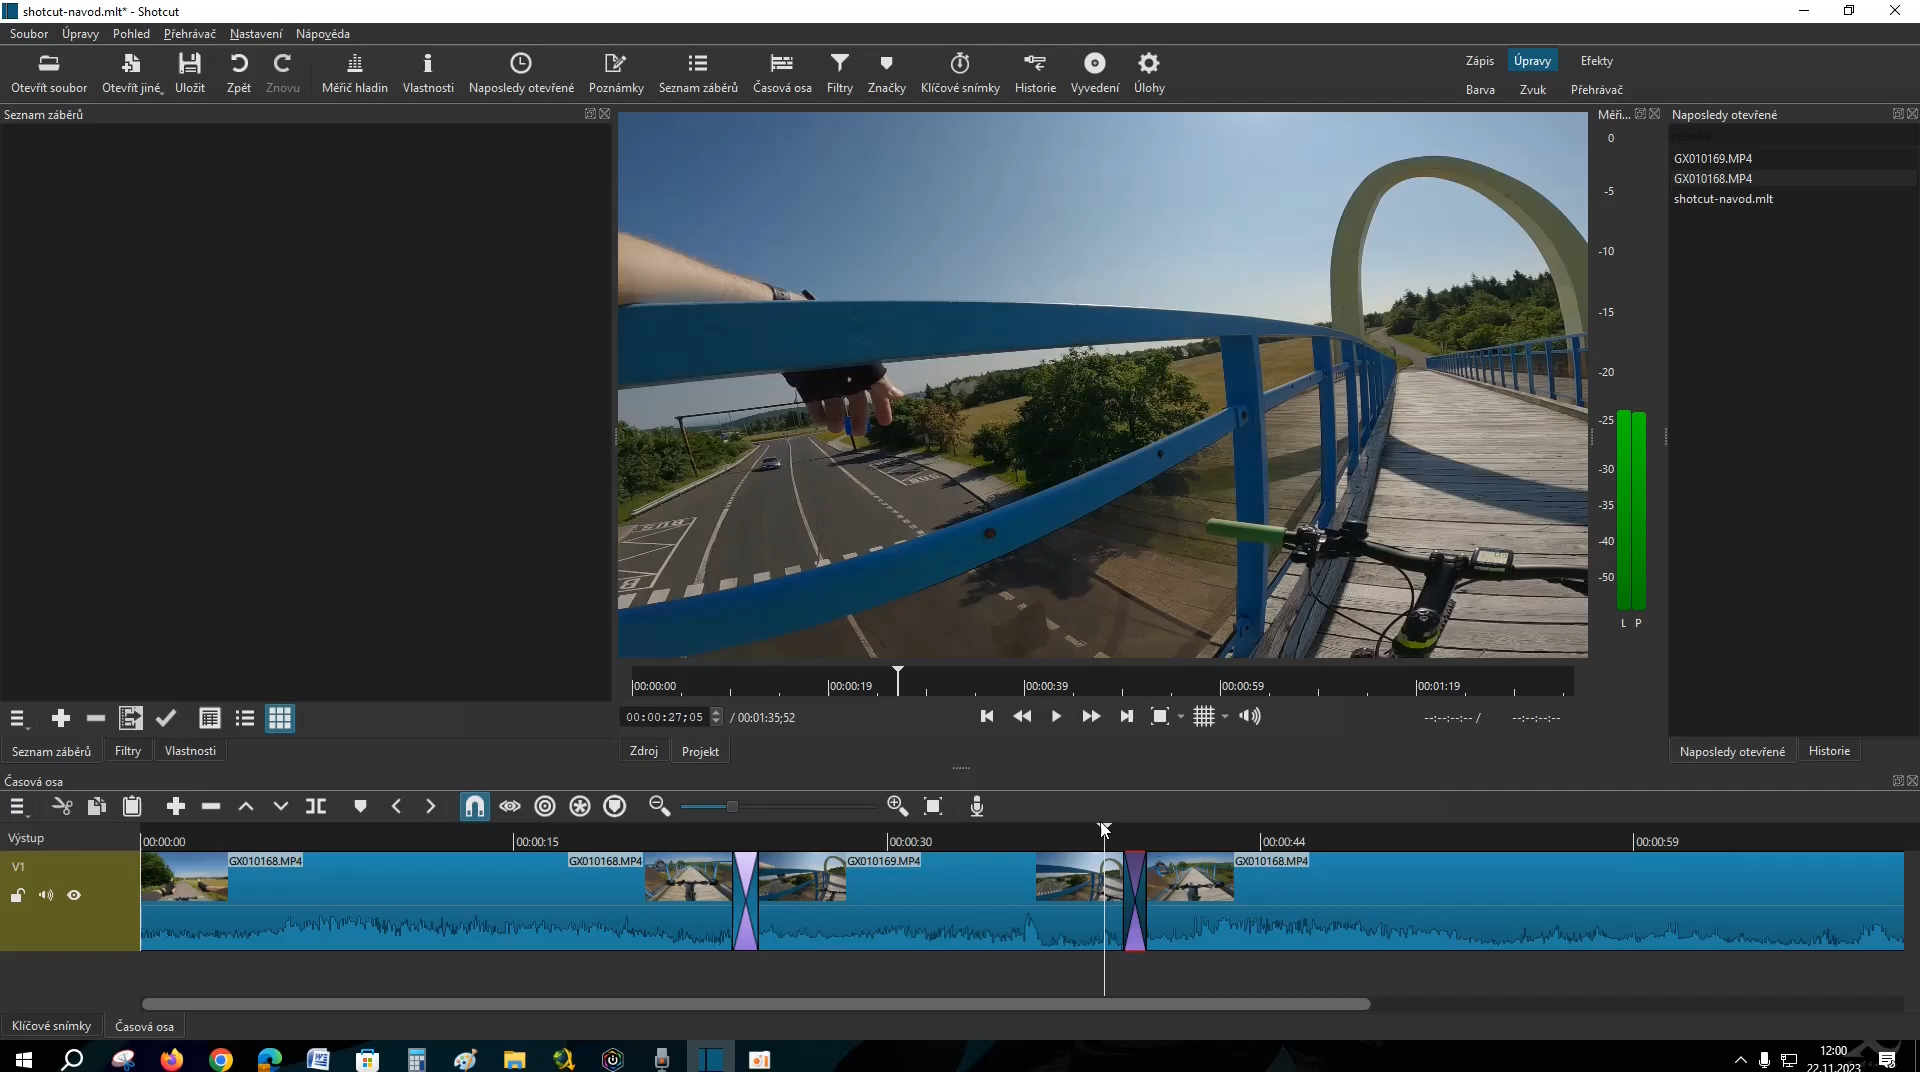 shotcut-navod.mlt* - Shotcut
Soubor Úpravy Pohled Přehrávač Nastavení Nápověda
Otevřít soubor Otevřít jiné Uložit Zpět Znovu Měřič hladin Vlastnosti Naposledy otevřené Poznámky Seznam záběrů Časová osa Filtry Značky Klíčové snímky Historie Vyvedení Úlohy
Zápis Úpravy Efekty
Barva Zvuk Přehrávač
Seznam záběrů
Měři...
Naposledy otevřené
GX010169.MP4
GX010168.MP4
shotcut-navod.mlt
0
-5
-10
-15
-20
-25
-30
-35
-40
-45
-50
L P
BUS
00:00:00 00:00:19 00:00:39 00:00:59 00:01:19
00:00:27;05 / 00:01:35;52
--:--:--:-- / --:--:--:--
Seznam záběrů Filtry Vlastnosti
Zdroj Projekt
Naposledy otevřené Historie
Časová osa
Výstup
00:00:00 00:00:15 00:00:30 00:00:44 00:00:59
V1
GX010168.MP4 GX010168.MP4 GX010169.MP4 GX010168.MP4
Klíčové snímky Časová osa
12:00
22.11.2023